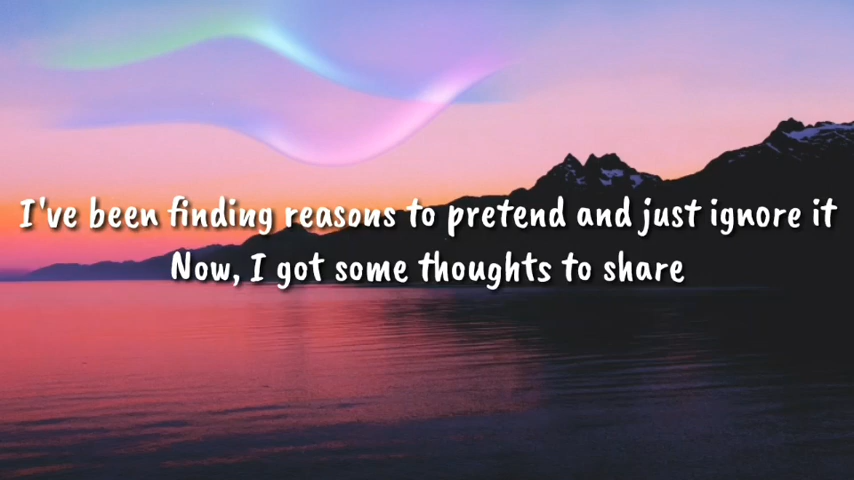 I've been finding reasons to pretend and just ignore it
Now, I got some thoughts to share